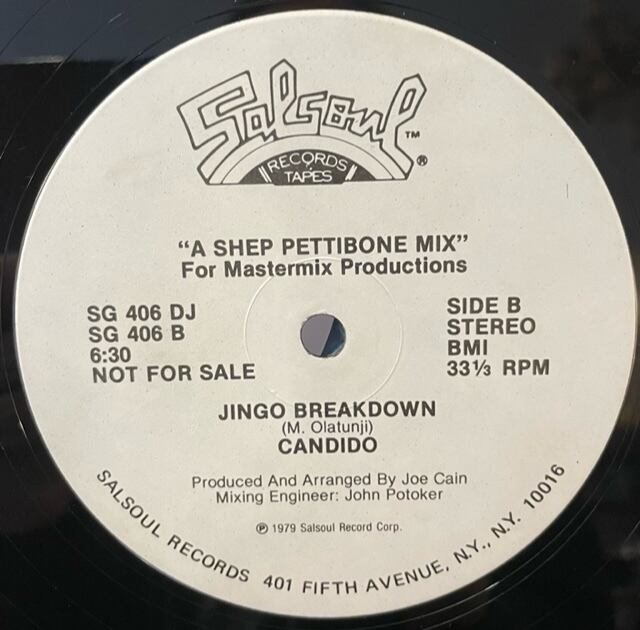 Salsoul ™
RECORDS ®
TAPES
“A SHEP PETTIBONE MIX”
For Mastermix Productions
SG 406 DJ
SG 406 B
6:30
NOT FOR SALE
SIDE B
STEREO
BMI
33⅓ RPM
JINGO BREAKDOWN
(M. Olatunji)
CANDIDO
Produced And Arranged By Joe Cain
Mixing Engineer: John Potoker
℗ 1979 Salsoul Record Corp.
SALSOUL RECORDS 401 FIFTH AVENUE, N.Y., N.Y. 10016